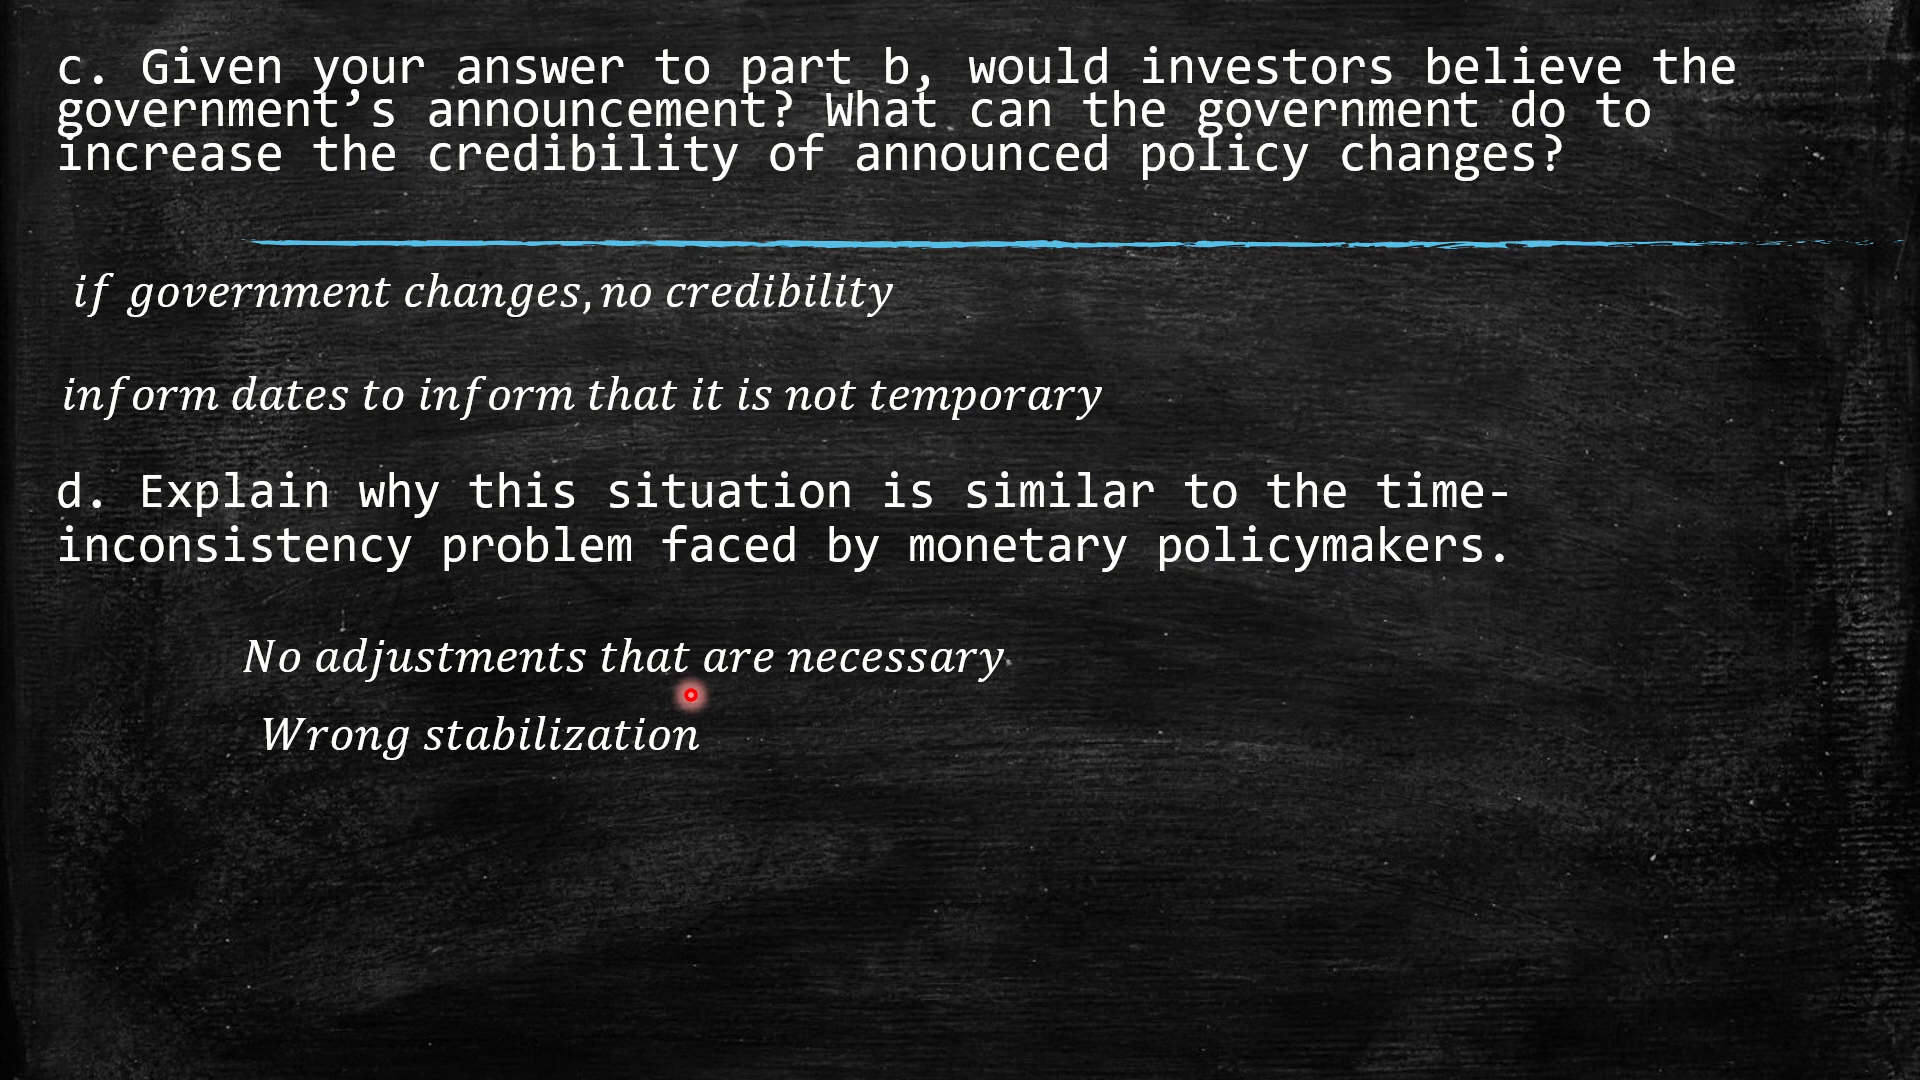 c. Given your answer to part b, would investors believe the
government’s announcement? What can the government do to
increase the credibility of announced policy changes?
if government changes, no credibility
inform dates to inform that it is not temporary
d. Explain why this situation is similar to the time-
inconsistency problem faced by monetary policymakers.
No adjustments that are necessary
Wrong stabilization